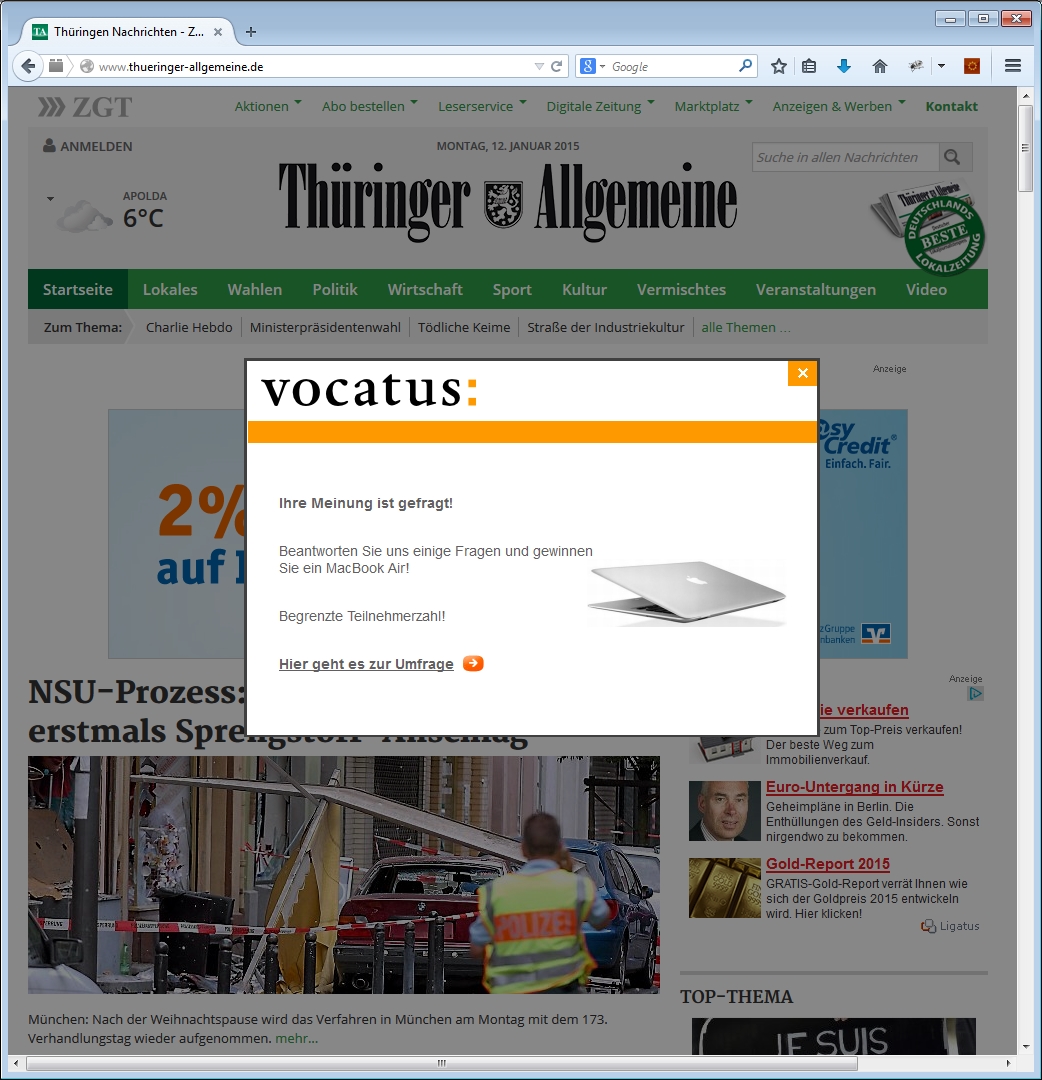 TA Thüringen Nachrichten - Z...
www.thueringer-allgemeine.de
Google
ZGT
Aktionen
Abo bestellen
Leserservice
Digitale Zeitung
Marktplatz
Anzeigen & Werben
Kontakt
ANMELDEN
MONTAG, 12. JANUAR 2015
Suche in allen Nachrichten
APOLDA
6°C
Thüringer Allgemeine
DEUTSCHLANDS
BESTE
LOKALZEITUNG
Startseite
Lokales
Wahlen
Politik
Wirtschaft
Sport
Kultur
Vermischtes
Veranstaltungen
Video
Zum Thema:
Charlie Hebdo
Ministerpräsidentenwahl
Tödliche Keime
Straße der Industriekultur
alle Themen ...
Anzeige
vocatus:
Ihre Meinung ist gefragt!
Beantworten Sie uns einige Fragen und gewinnen
Sie ein MacBook Air!
Begrenzte Teilnehmerzahl!
Hier geht es zur Umfrage
2%
auf
syCredit
Einfach. Fair.
zGruppe
nbanken
NSU-Prozess:
erstmals Sprengstoff-Anschlag
POLIZEI
München: Nach der Weihnachtspause wird das Verfahren in München am Montag mit dem 173.
Verhandlungstag wieder aufgenommen. mehr...
Anzeige
ie verkaufen
zum Top-Preis verkaufen!
Der beste Weg zum
Immobilienverkauf.
Euro-Untergang in Kürze
Geheimpläne in Berlin. Die
Enthüllungen des Geld-Insiders. Sonst
nirgendwo zu bekommen.
Gold-Report 2015
GRATIS-Gold-Report verrät Ihnen wie
sich der Goldpreis 2015 entwickeln
wird. Hier klicken!
Ligatus
TOP-THEMA
JE SUIS